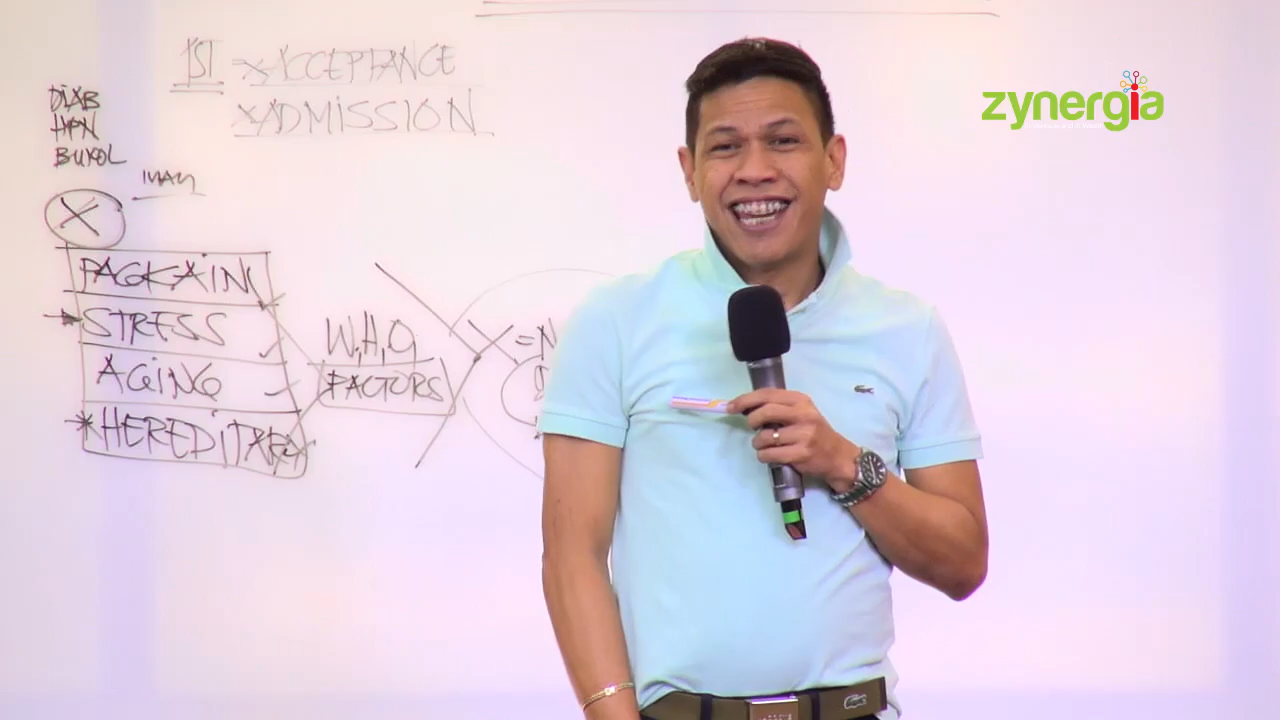 1ST = x ACCEPTANCE
x ADMISSION
zynergia
DIAB
HPN
BUKOL
X
PAGKAIN
STRESS
AGING
*HEREDITARY
W.H.O
FACTORS
X = N